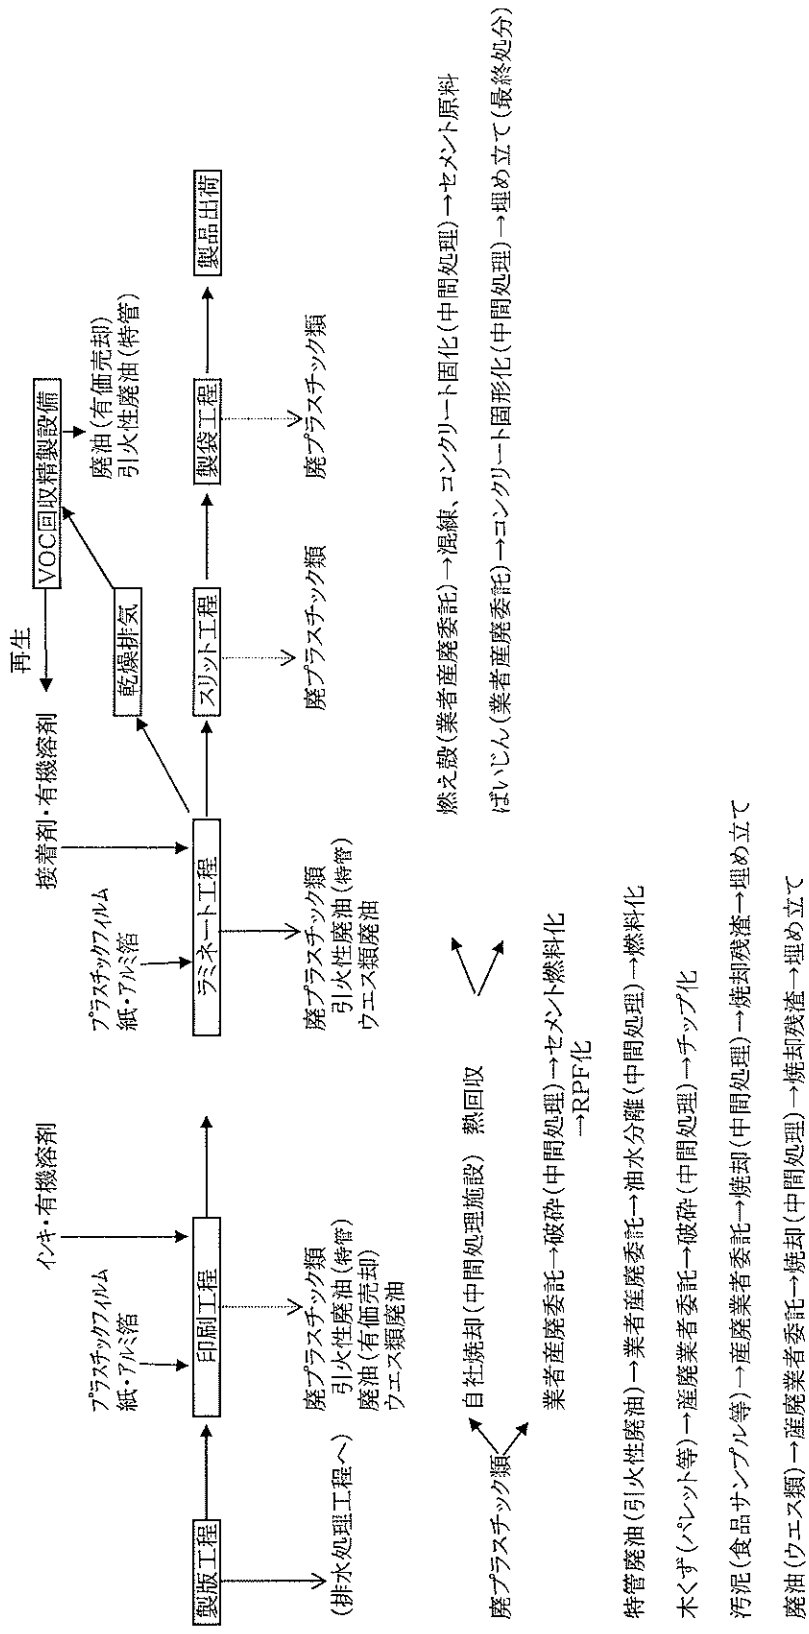 再生
VOC回収精製設備
インキ・有機溶剤
接着剤・有機溶剤
廃油(有価売却)
引火性廃油(特管)
プラスチックフィルム
紙・アルミ箔
プラスチックフィルム
紙・アルミ箔
乾燥排気
製版工程
印刷工程
ラミネート工程
スリット工程
製袋工程
製品出荷
(排水処理工程へ)
廃プラスチック類
引火性廃油(特管)
廃油(有価売却)
ウエス類廃油
廃プラスチック類
引火性廃油(特管)
ウエス類廃油
廃プラスチック類
廃プラスチック類
廃プラスチック類
自社焼却(中間処理施設) 熱回収
燃え殻(業者産廃委託)→混練、コンクリート固化(中間処理)→セメント原料
ばいじん(業者産廃委託)→コンクリート固形化(中間処理)→埋め立て(最終処分)
業者産廃委託→破砕(中間処理)→セメント燃料化
→RPF化
特管廃油(引火性廃油)→業者産廃委託→油水分離(中間処理)→燃料化
木くず(パレット等)→産廃業者委託→破砕(中間処理)→チップ化
汚泥(食品サンプル等)→産廃業者委託→焼却(中間処理)→焼却残渣→埋め立て
廃油(ウエス類)→産廃業者委託→焼却(中間処理)→焼却残渣→埋め立て